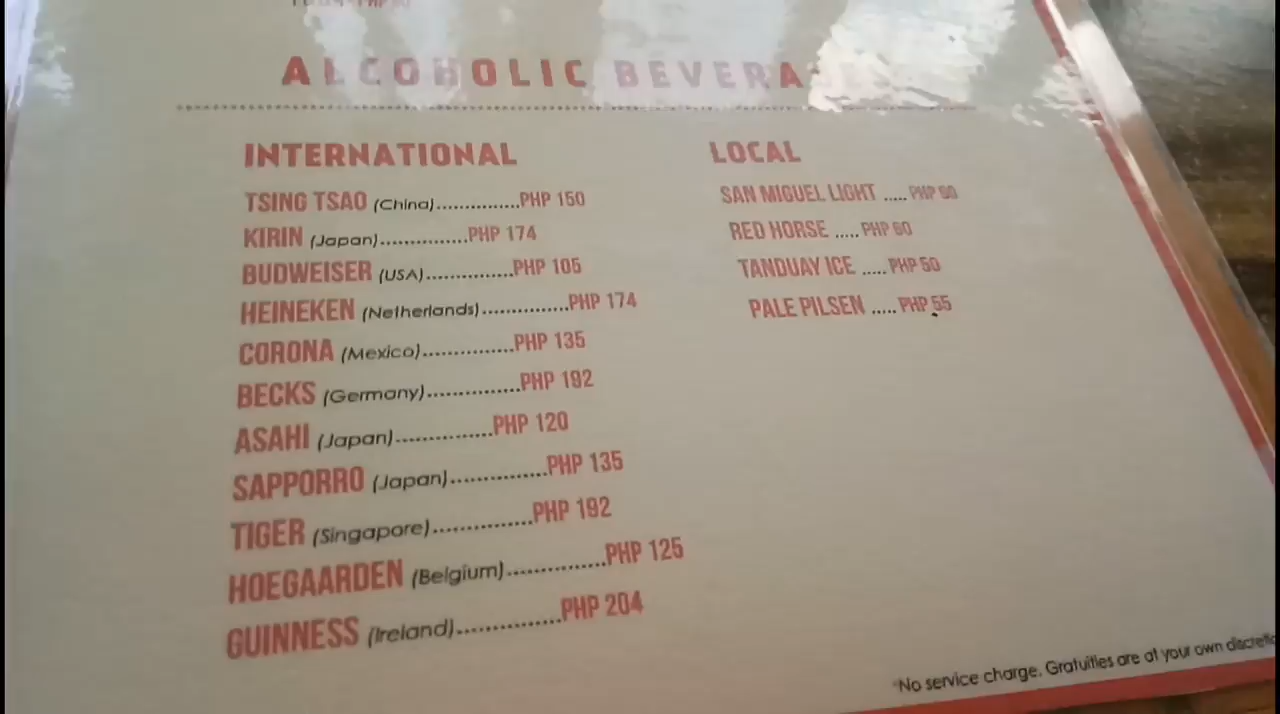 ALCOHOLIC
INTERNATIONAL
TSING TSAO (China)...............PHP 150
KIRIN (Japan)...............PHP 174
BUDWEISER (USA)...............PHP 105
HEINEKEN (Netherlands)...............PHP 174
CORONA (Mexico)...............PHP 135
BECKS (Germany)...............PHP 192
ASAHI (Japan)...............PHP 120
SAPPORRO (Japan)...............PHP 135
TIGER (Singapore)...............PHP 192
HOEGAARDEN (Belgium)...............PHP 125
GUINNESS (Ireland)...............PHP 204
LOCAL
SAN MIGUEL LIGHT ..... PHP
RED HORSE ..... PHP 60
TANDUAY ICE ..... PHP 50
PALE PILSEN ..... PHP 55
*No service charge. Gratuities are at your own